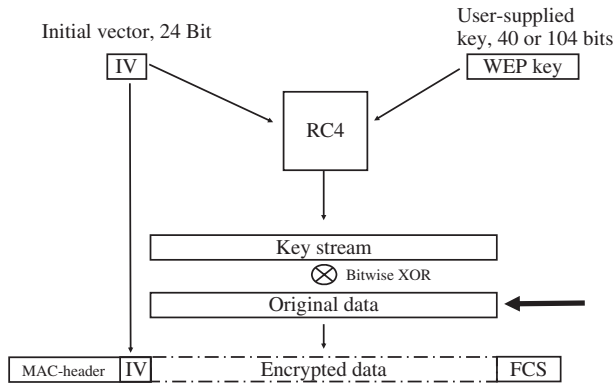 Initial vector, 24 Bit
User-supplied
key, 40 or 104 bits
IV
WEP key
RC4
Key stream
Bitwise XOR
Original data
MAC-header
IV
Encrypted data
FCS